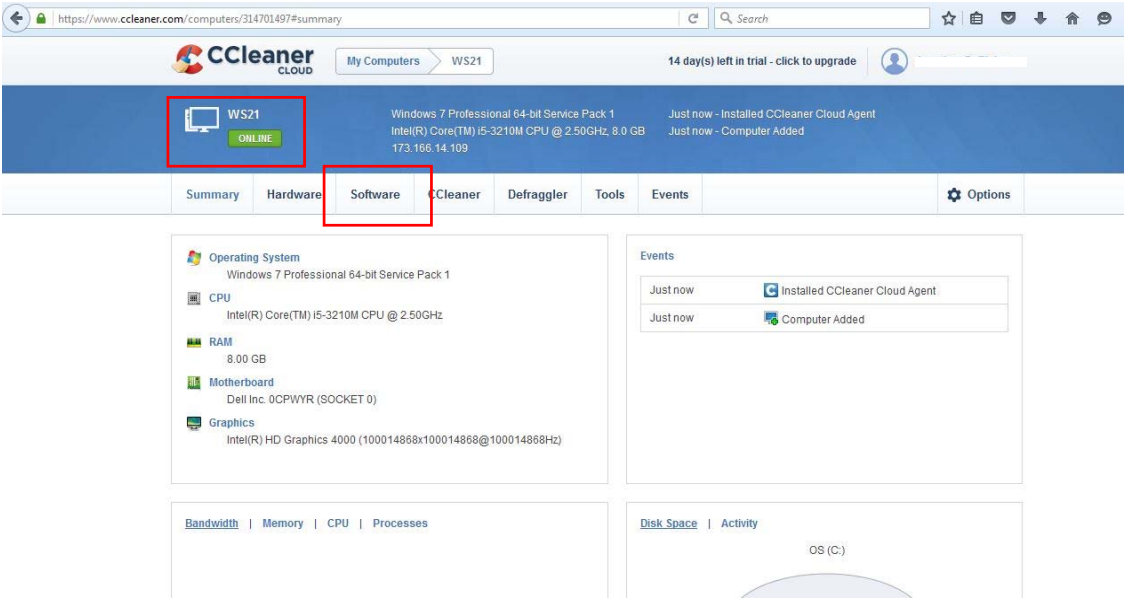 https://www.ccleaner.com/computers/314701497#summary
Search
CCleaner
CLOUD
My Computers
WS21
14 day(s) left in trial - click to upgrade
WS21
ONLINE
Windows 7 Professional 64-bit Service Pack 1
Intel(R) Core(TM) i5-3210M CPU @ 2.50GHz, 8.0 GB
173.166.14.109
Just now - Installed CCleaner Cloud Agent
Just now - Computer Added
Summary Hardware Software CCleaner Defraggler Tools Events Options
Operating System
Windows 7 Professional 64-bit Service Pack 1
CPU
Intel(R) Core(TM) i5-3210M CPU @ 2.50GHz
RAM
8.00 GB
Motherboard
Dell Inc. 0CPWYR (SOCKET 0)
Graphics
Intel(R) HD Graphics 4000 (100014868x100014868@100014868Hz)
Events
Just now Installed CCleaner Cloud Agent
Just now Computer Added
Bandwidth | Memory | CPU | Processes
Disk Space | Activity
OS (C:)